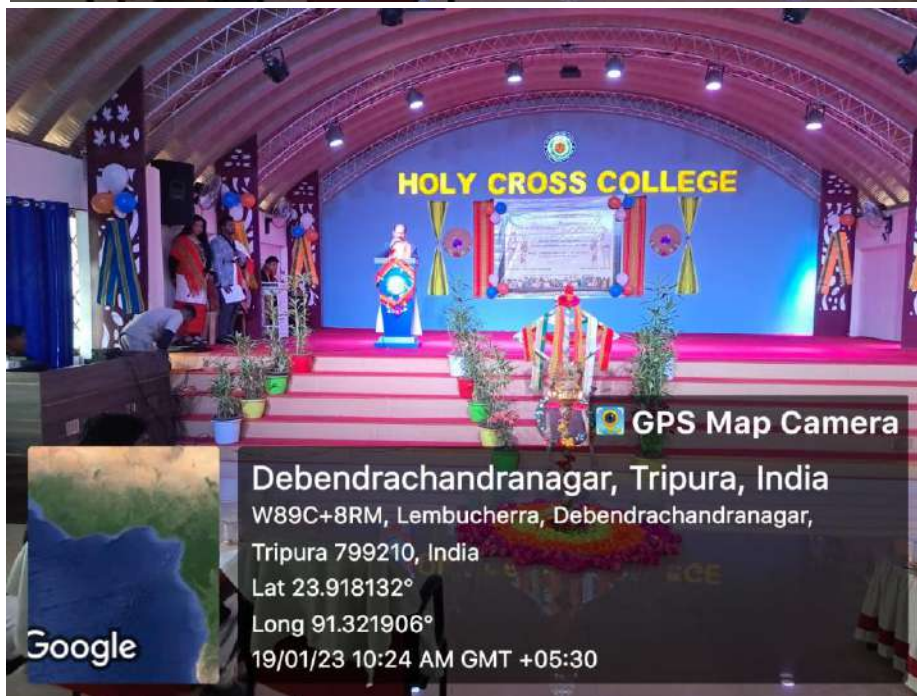 HOLY CROSS COLLEGE
GPS Map Camera
Debendrachandranagar, Tripura, India
W89C+8RM, Lembucherra, Debendrachandranagar,
Tripura 799210, India
Lat 23.918132°
Long 91.321906°
19/01/23 10:24 AM GMT +05:30
Google